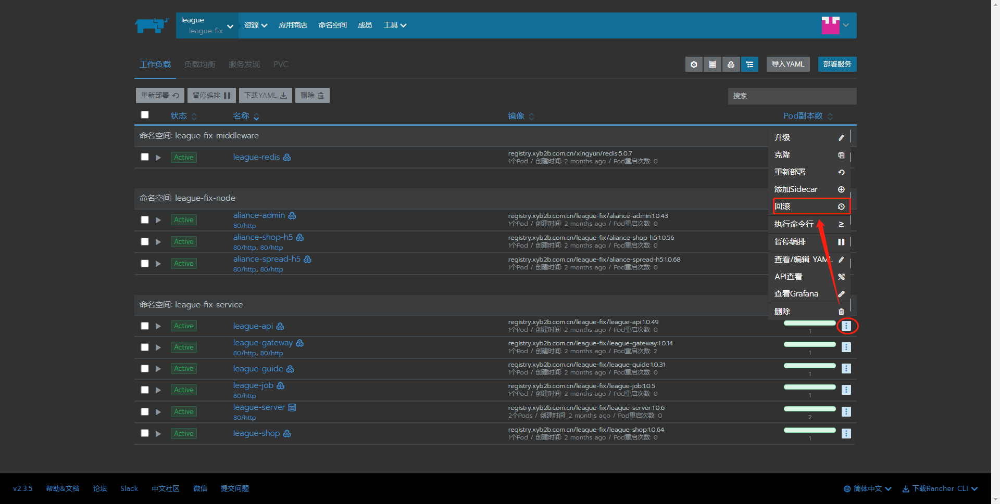 league
league-fix
资源
应用商店
命名空间
成员
工具
工作负载
负载均衡
服务发现
PVC
导入YAML
部署服务
重新部署
暂停编排
下载YAML
删除
搜索
状态
名称
镜像
Pod副本数
命名空间: league-fix-middleware
Active
league-redis
registry.xyb2b.com.cn/xingyun/redis:5.0.7
1个Pod / 创建时间: 2 months ago / Pod重启次数: 0
命名空间: league-fix-node
Active
aliance-admin
80/http
registry.xyb2b.com.cn/league-fix/aliance-admin:1.0.43
1个Pod / 创建时间: 2 months ago / Pod重启次数: 0
Active
aliance-shop-h5
80/http, 80/http
registry.xyb2b.com.cn/league-fix/aliance-shop-h5:1.0.56
1个Pod / 创建时间: 2 months ago / Pod重启次数: 0
Active
aliance-spread-h5
80/http, 80/http
registry.xyb2b.com.cn/league-fix/aliance-spread-h5:1.0.68
1个Pod / 创建时间: 2 months ago / Pod重启次数: 0
升级
克隆
重新部署
添加Sidecar
回滚
执行命令行
暂停编排
查看/编辑 YAML
API查看
查看Grafana
删除
命名空间: league-fix-service
Active
league-api
registry.xyb2b.com.cn/league-fix/league-api:1.0.49
1个Pod / 创建时间: 2 months ago / Pod重启次数: 0
1
Active
league-gateway
80/http, 80/http
registry.xyb2b.com.cn/league-fix/league-gateway:1.0.14
1个Pod / 创建时间: 2 months ago / Pod重启次数: 2
1
Active
league-guide
registry.xyb2b.com.cn/league-fix/league-guide:1.0.31
1个Pod / 创建时间: 2 months ago / Pod重启次数: 0
1
Active
league-job
80/http
registry.xyb2b.com.cn/league-fix/league-job:1.0.5
1个Pod / 创建时间: 2 months ago / Pod重启次数: 0
1
Active
league-server
80/http
registry.xyb2b.com.cn/league-fix/league-server:1.0.6
2个Pods / 创建时间: 2 months ago / Pod重启次数: 0
2
Active
league-shop
registry.xyb2b.com.cn/league-fix/league-shop:1.0.64
1个Pod / 创建时间: 2 months ago / Pod重启次数: 0
1
v2.3.5
帮助&文档
论坛
Slack
中文社区
微信
提交问题
简体中文
下载Rancher CLI